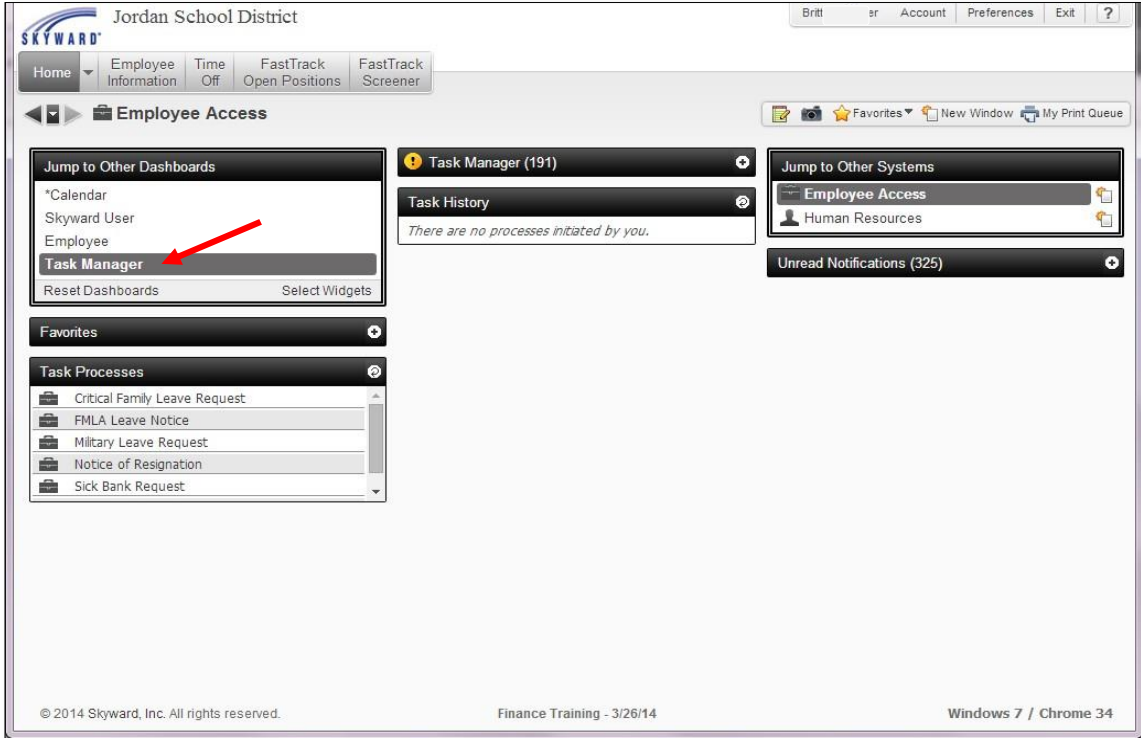 Jordan School District
SKYWARD
Britt er Account Preferences Exit ?
Home
Employee Information
Time Off
FastTrack Open Positions
FastTrack Screener
Employee Access
Favorites New Window My Print Queue
Jump to Other Dashboards
*Calendar
Skyward User
Employee
Task Manager
Reset Dashboards Select Widgets
Favorites
Task Processes
Critical Family Leave Request
FMLA Leave Notice
Military Leave Request
Notice of Resignation
Sick Bank Request
Task Manager (191)
Task History
There are no processes initiated by you.
Jump to Other Systems
Employee Access
Human Resources
Unread Notifications (325)
© 2014 Skyward, Inc. All rights reserved.
Finance Training - 3/26/14
Windows 7 / Chrome 34